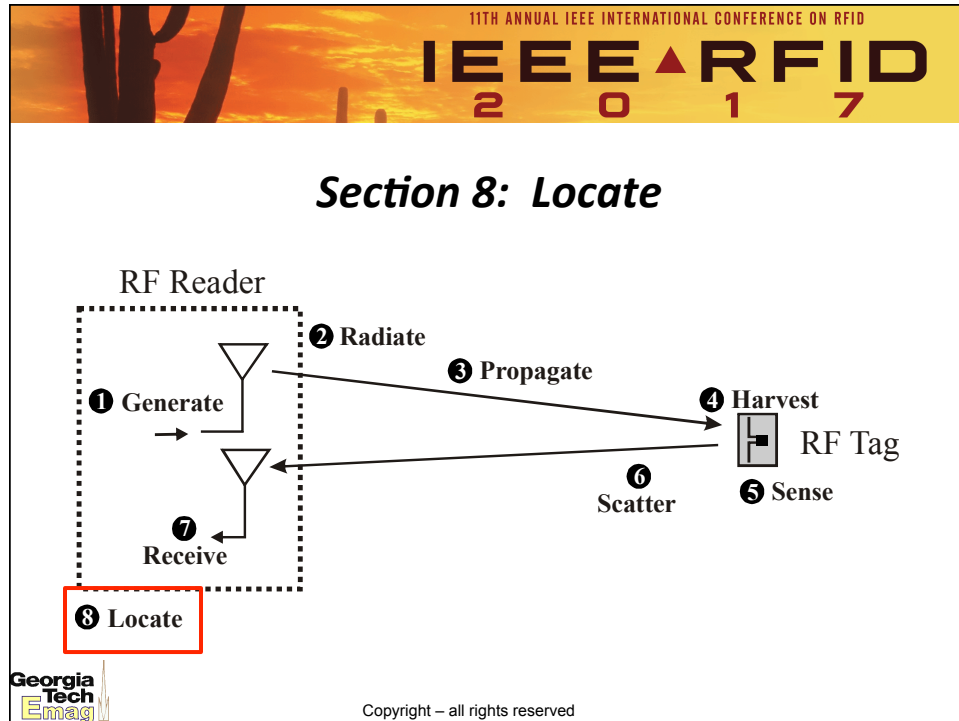 11TH ANNUAL IEEE INTERNATIONAL CONFERENCE ON RFID
IEEE RFID
2 0 1 7
Section 8: Locate
RF Reader
❷ Radiate
❸ Propagate
❶ Generate
❹ Harvest
RF Tag
❻
Scatter
❺ Sense
❼
Receive
❽ Locate
Georgia
Tech
Emag
Copyright – all rights reserved